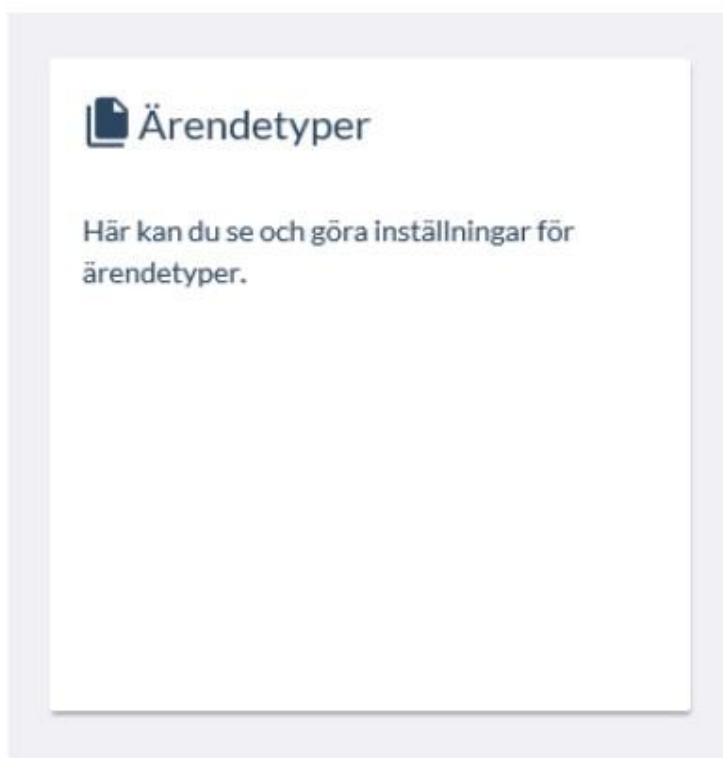 Ärendetyper
Här kan du se och göra inställningar för
ärendetyper.